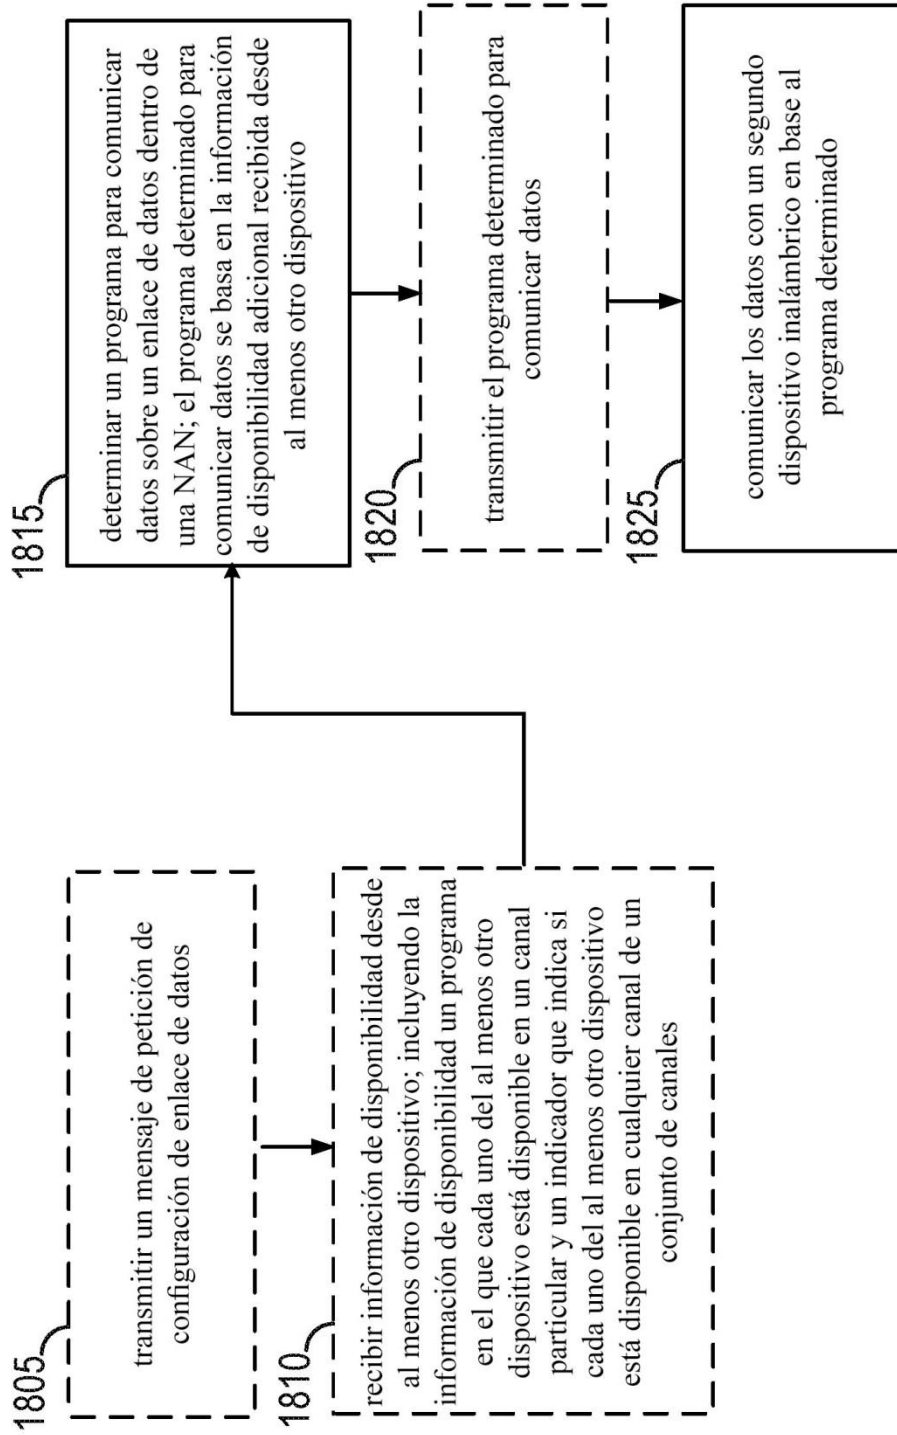 1805
transmitir un mensaje de petición de
configuración de enlace de datos
1810
recibir información de disponibilidad desde
al menos otro dispositivo; incluyendo la
información de disponibilidad un programa
en el que cada uno del al menos otro
dispositivo está disponible en un canal
particular y un indicador que indica si
cada uno del al menos otro dispositivo
está disponible en cualquier canal de un
conjunto de canales
1815
determinar un programa para comunicar
datos sobre un enlace de datos dentro de
una NAN; el programa determinado para
comunicar datos se basa en la información
de disponibilidad adicional recibida desde
al menos otro dispositivo
1820
transmitir el programa determinado para
comunicar datos
1825
comunicar los datos con un segundo
dispositivo inalámbrico en base al
programa determinado